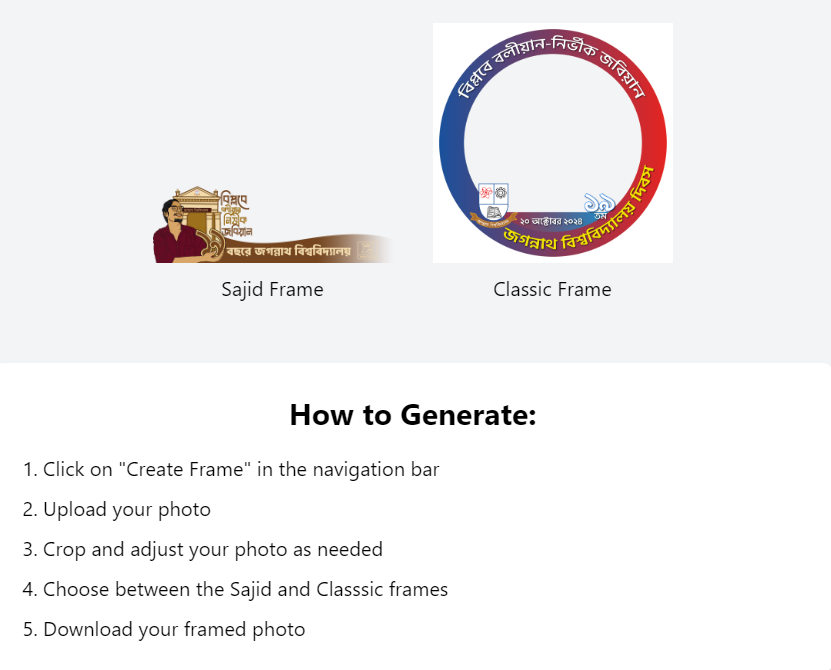 বিপ্লবে বলীয়ান-নির্ভীক জবিয়ান
২০ অক্টোবর ২০২৪
১৯
তম
জগন্নাথ বিশ্ববিদ্যালয় দিবস
বিপ্লবে
নির্ভীক
জবিয়ান
১৯ বছরে জগন্নাথ বিশ্ববিদ্যালয়
Sajid Frame
Classic Frame
How to Generate:
1. Click on "Create Frame" in the navigation bar
2. Upload your photo
3. Crop and adjust your photo as needed
4. Choose between the Sajid and Classsic frames
5. Download your framed photo